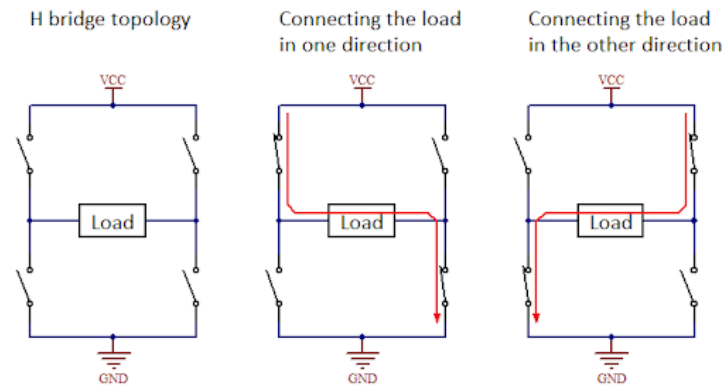 H bridge topology
Connecting the load
in one direction
Connecting the load
in the other direction
VCC
VCC
VCC
Load
Load
Load
GND
GND
GND